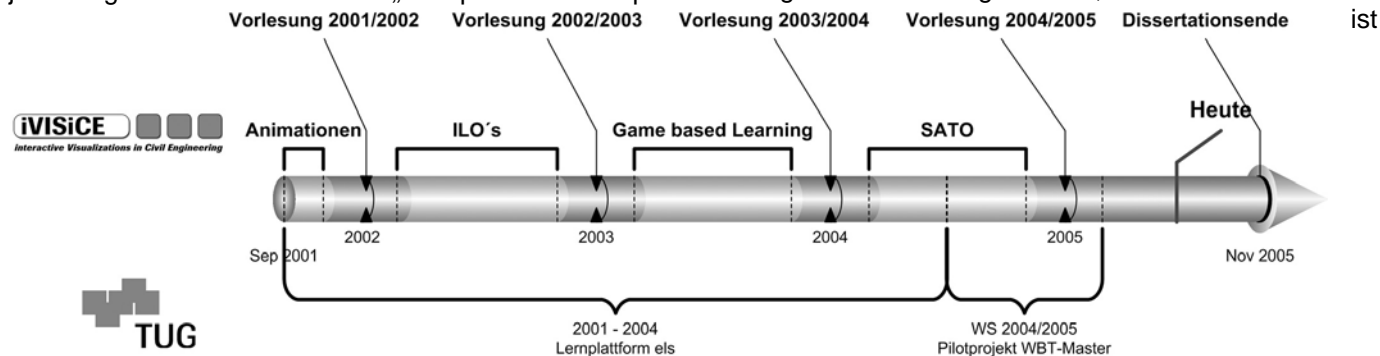 ist
Vorlesung 2001/2002 Vorlesung 2002/2003 Vorlesung 2003/2004 Vorlesung 2004/2005 Dissertationsende
Heute
iVISiCE
interactive Visualizations in Civil Engineering
Animationen ILO´s Game based Learning SATO
2002 2003 2004 2005
Sep 2001 Nov 2005
TUG
2001 - 2004 WS 2004/2005
Lernplattform els Pilotprojekt WBT-Master